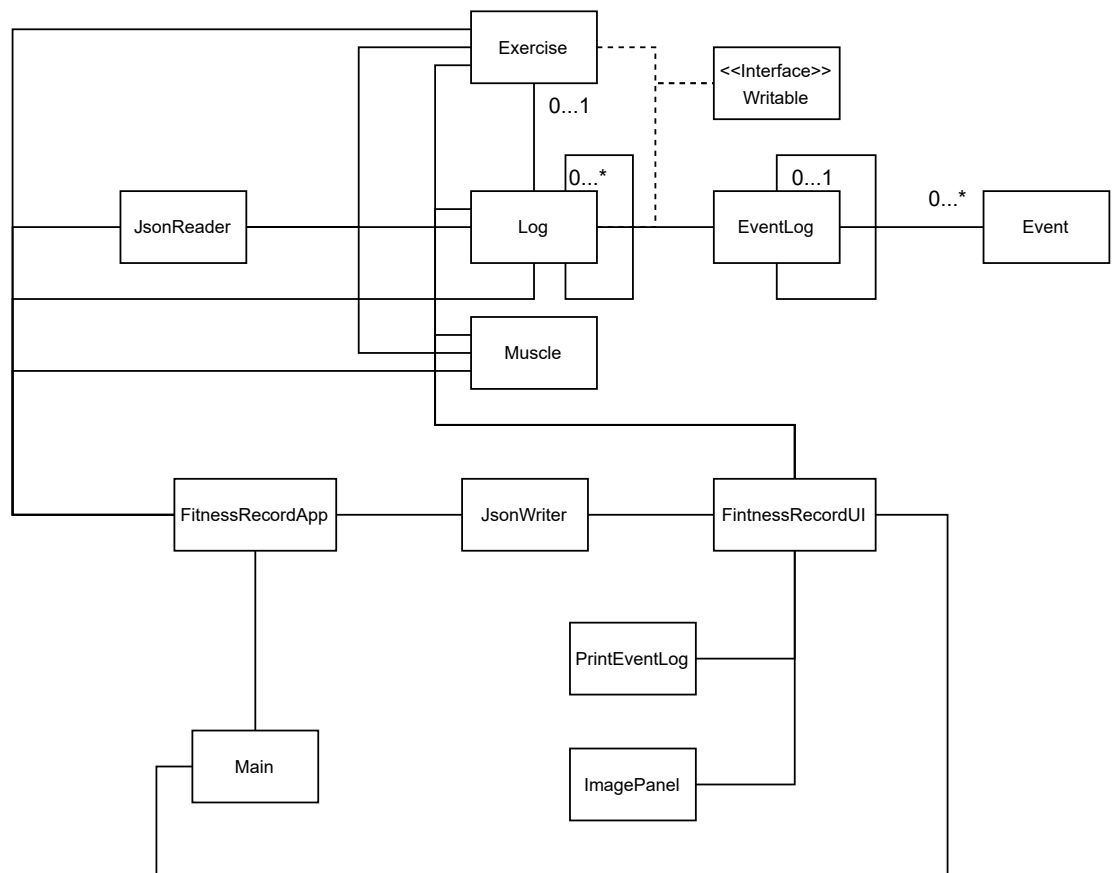 Exercise
<<Interface>>
Writable
0...1
0...*
0...1
0...*
JsonReader
Log
EventLog
Event
Muscle
FitnessRecordApp
JsonWriter
FintnessRecordUI
PrintEventLog
Main
ImagePanel